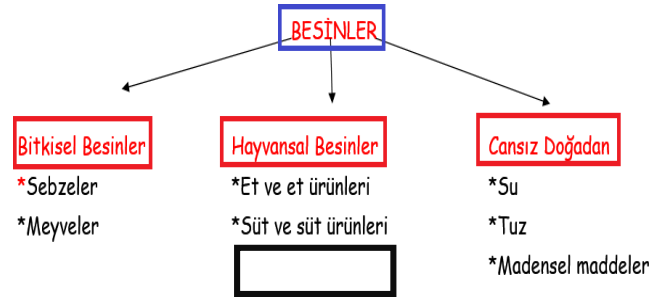 BESİNLER
Bitkisel Besinler
*Sebzeler
*Meyveler
Hayvansal Besinler
*Et ve et ürünleri
*Süt ve süt ürünleri
Cansız Doğadan
*Su
*Tuz
*Madensel maddeler